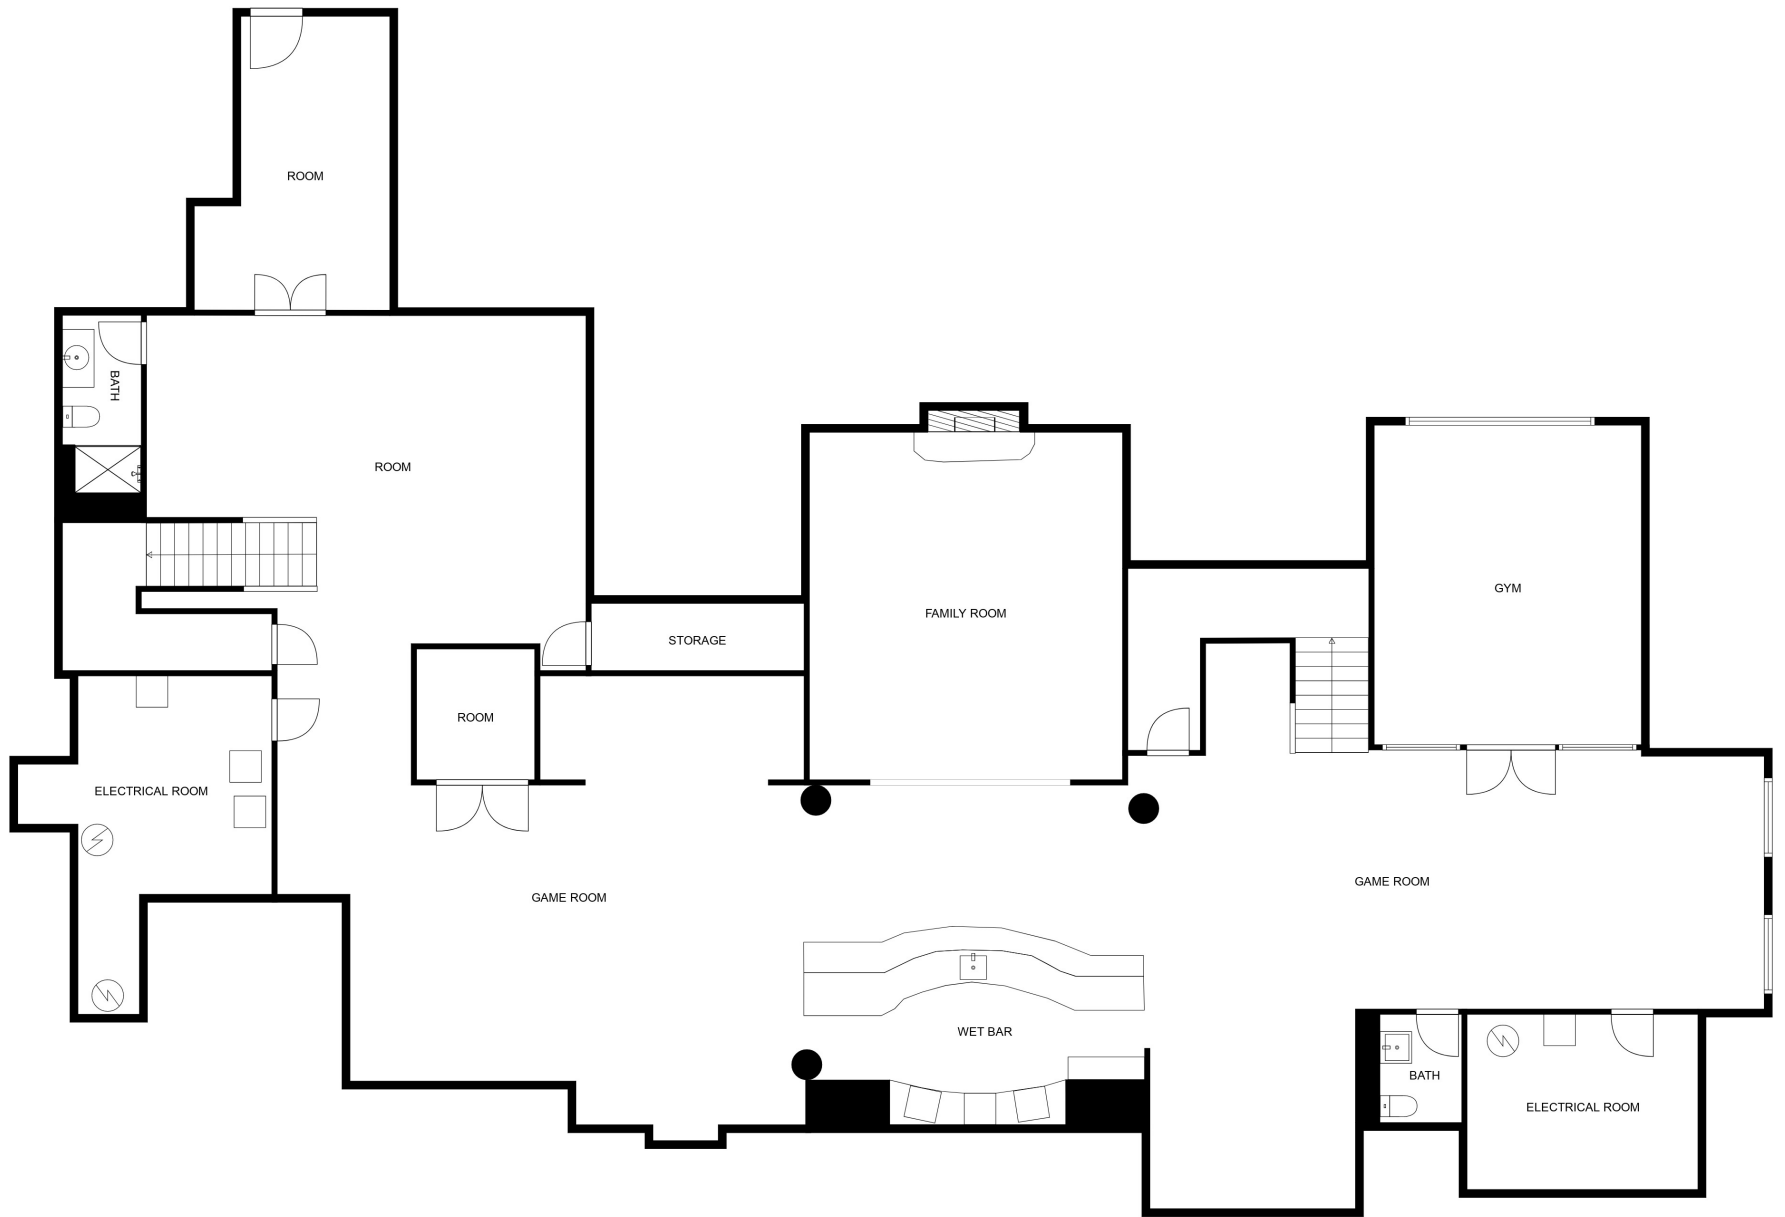 ROOM
BATH
ROOM
GYM
FAMILY ROOM
STORAGE
ROOM
ELECTRICAL ROOM
GAME ROOM
GAME ROOM
WET BAR
BATH
ELECTRICAL ROOM